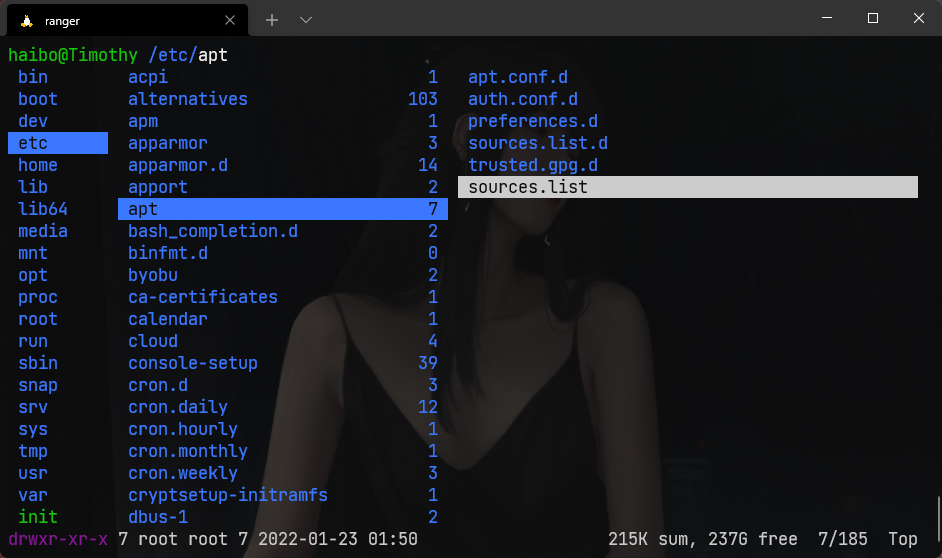 ranger
haibo@Timothy /etc/apt
bin acpi 1 apt.conf.d
boot alternatives 103 auth.conf.d
dev apm 1 preferences.d
etc apparmor 3 sources.list.d
home apparmor.d 14 trusted.gpg.d
lib apport 2 sources.list
lib64 apt 7
media bash_completion.d 2
mnt binfmt.d 0
opt byobu 2
proc ca-certificates 1
root calendar 1
run cloud 4
sbin console-setup 39
snap cron.d 3
srv cron.daily 12
sys cron.hourly 1
tmp cron.monthly 1
usr cron.weekly 3
var cryptsetup-initramfs 1
init dbus-1 2
drwxr-xr-x 7 root root 7 2022-01-23 01:50 215K sum, 237G free 7/185 Top